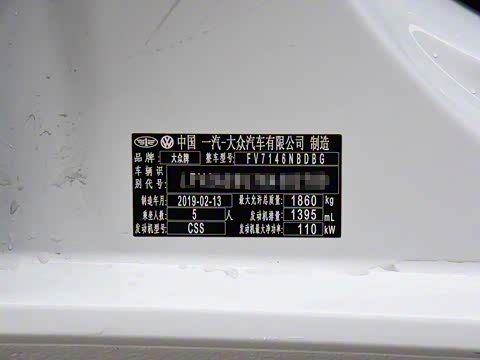 中国 一汽-大众汽车有限公司 制造
品牌: 大众牌 整车型号: FV7146NBDBG
车辆识
别代号:
制造年月 2019-02-13 最大允许总质量: 1860 kg
乘坐人数: 5 人 发动机排量: 1395 mL
发动机型号: CSS 发动机最大净功率: 110 kW